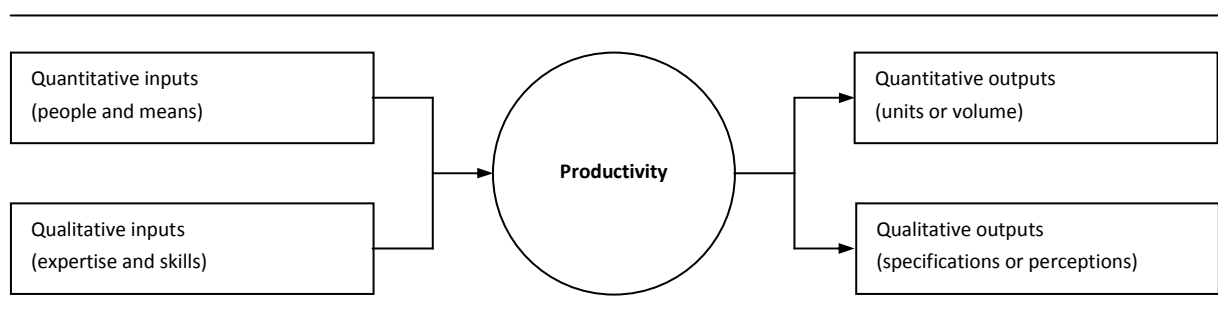 Quantitative inputs
(people and means)
Qualitative inputs
(expertise and skills)
Productivity
Quantitative outputs
(units or volume)
Qualitative outputs
(specifications or perceptions)